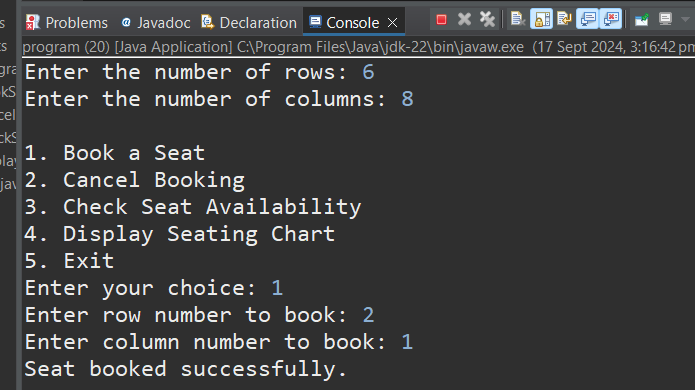 Problems @ Javadoc Declaration Console
program (20) [Java Application] C:\Program Files\Java\jdk-22\bin\javaw.exe (17 Sept 2024, 3:16:42 pm
Enter the number of rows: 6
Enter the number of columns: 8
1. Book a Seat
2. Cancel Booking
3. Check Seat Availability
4. Display Seating Chart
5. Exit
Enter your choice: 1
Enter row number to book: 2
Enter column number to book: 1
Seat booked successfully.